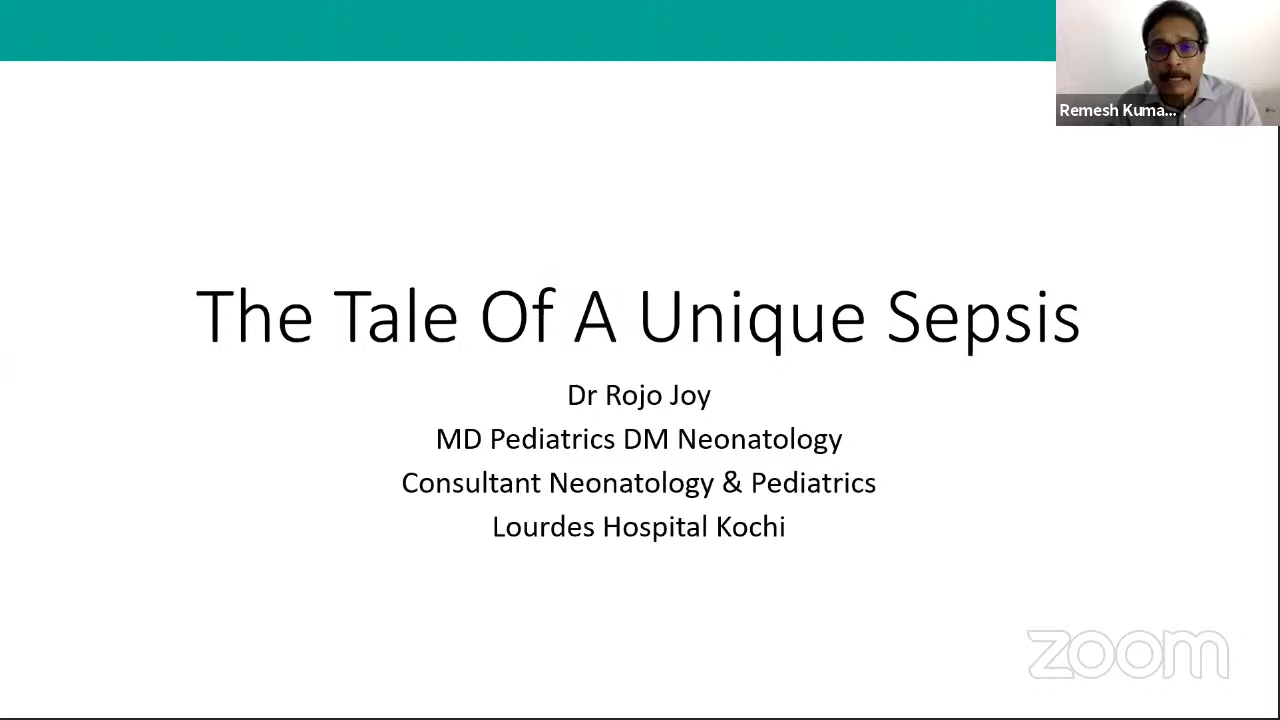 Remesh Kuma...
The Tale Of A Unique Sepsis
Dr Rojo Joy
MD Pediatrics DM Neonatology
Consultant Neonatology & Pediatrics
Lourdes Hospital Kochi
zoom